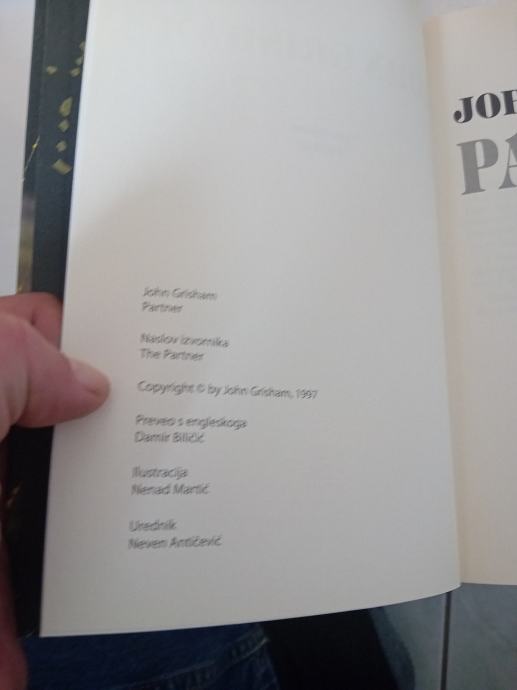 John Grisham
Partner
Naslov izvornika
The Partner
Copyright © by John Grisham, 1997
Preveo s engleskoga
Damir Biličić
Ilustracija
Nenad Martić
Urednik
Neven Antičević
JOH
PA